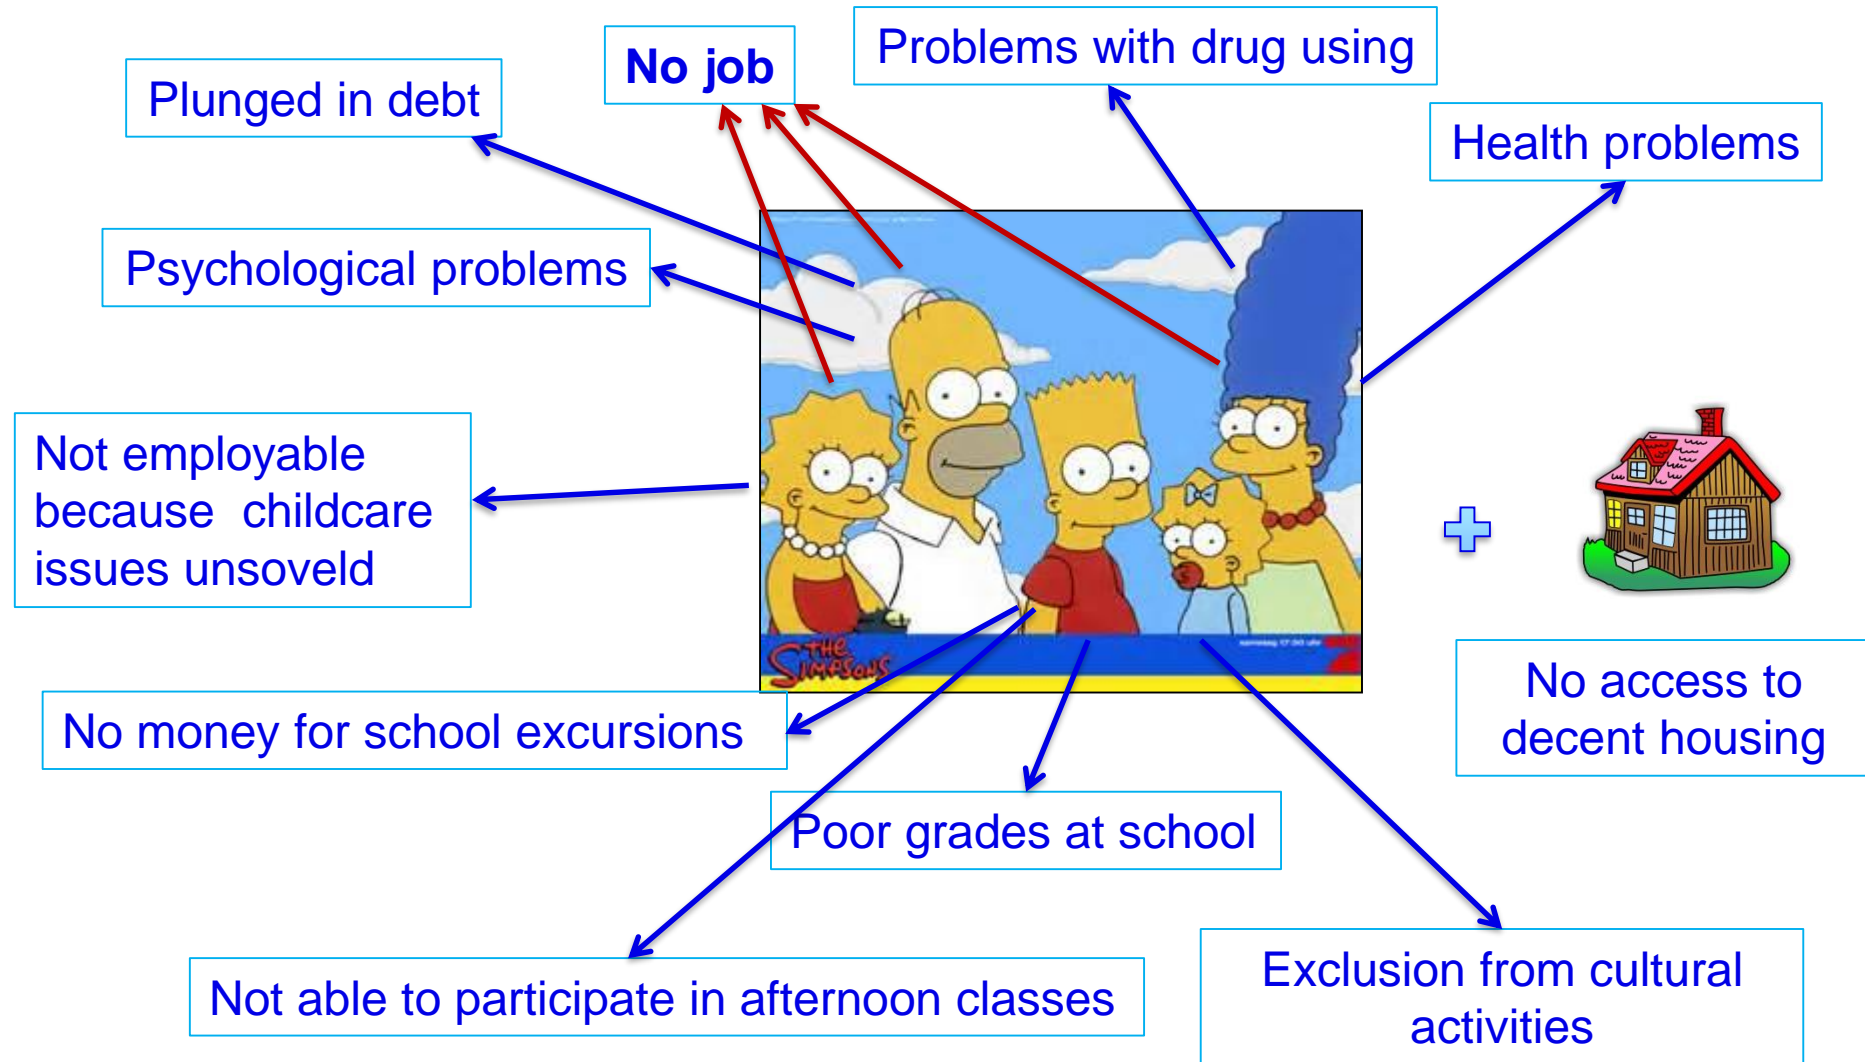 No job
Problems with drug using
Plunged in debt
Health problems
Psychological problems
Not employable
because  childcare
issues unsoveld
THE
SIMPSONS
No access to
decent housing
No money for school excursions
Poor grades at school
Not able to participate in afternoon classes
Exclusion from cultural
activities